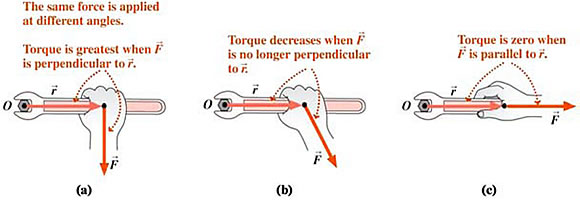 The same force is applied
at different angles.
Torque is greatest when F⃗
is perpendicular to r⃗.
O
r⃗
F⃗
(a)
Torque decreases when F⃗
is no longer perpendicular
to r⃗.
O
r⃗
F⃗
(b)
Torque is zero when
F⃗ is parallel to r⃗.
O
r⃗
F⃗
(c)